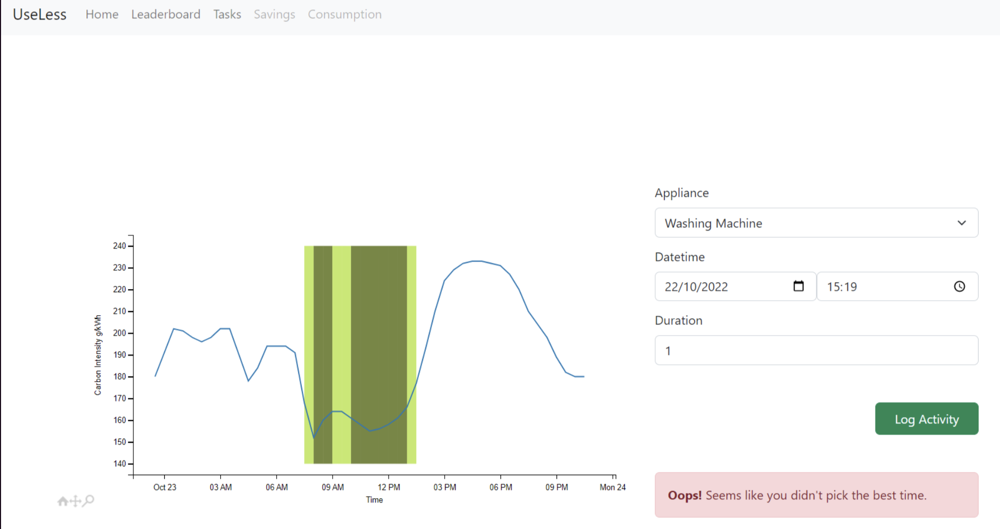 UseLess Home Leaderboard Tasks Savings Consumption
Appliance
Washing Machine
Datetime
22/10/2022 15:19
Duration
1
Log Activity
Oops! Seems like you didn't pick the best time.
240
230
220
210
200
190
180
170
160
150
140
Carbon Intensity g/kWh
Oct 23 03 AM 06 AM 09 AM 12 PM 03 PM 06 PM 09 PM Mon 24
Time